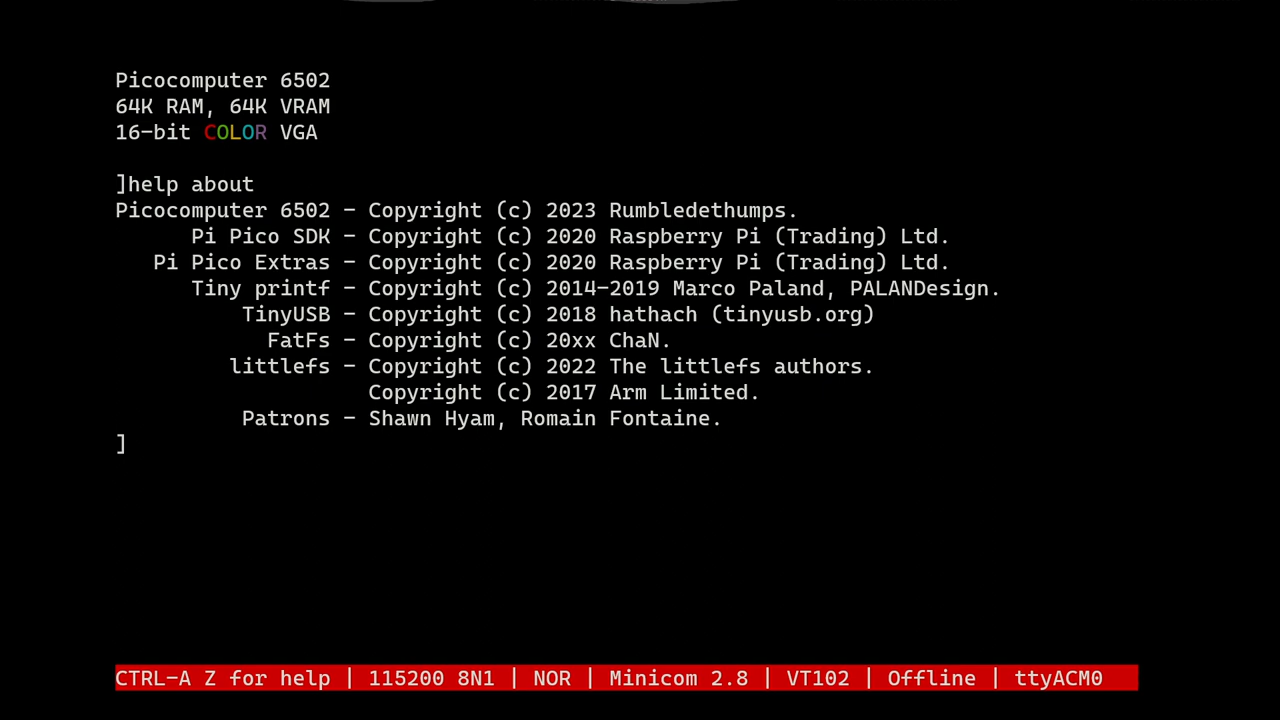 Picocomputer 6502
64K RAM, 64K VRAM
16-bit COLOR VGA
]help about
Picocomputer 6502 - Copyright (c) 2023 Rumbledethumps.
Pi Pico SDK - Copyright (c) 2020 Raspberry Pi (Trading) Ltd.
Pi Pico Extras - Copyright (c) 2020 Raspberry Pi (Trading) Ltd.
Tiny printf - Copyright (c) 2014-2019 Marco Paland, PALANDesign.
TinyUSB - Copyright (c) 2018 hathach (tinyusb.org)
FatFs - Copyright (c) 20xx ChaN.
littlefs - Copyright (c) 2022 The littlefs authors.
Copyright (c) 2017 Arm Limited.
Patrons - Shawn Hyam, Romain Fontaine.
]
CTRL-A Z for help | 115200 8N1 | NOR | Minicom 2.8 | VT102 | Offline | ttyACM0